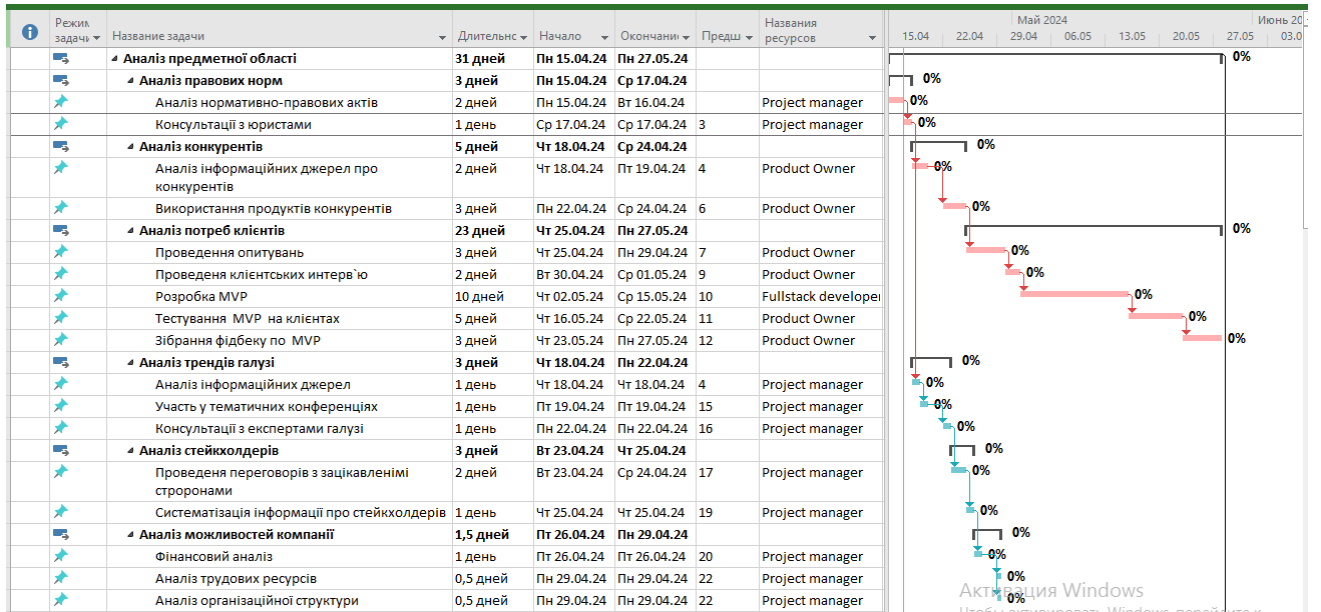 Май 2024 Июнь 20
Режим задачи Название задачи Длительнс Начало Окончани Предш Названия ресурсов 15.04 22.04 29.04 06.05 13.05 20.05 27.05 03.0
Аналіз предметної області 31 дней Пн 15.04.24 Пн 27.05.24 0%
Аналіз правових норм 3 дней Пн 15.04.24 Ср 17.04.24 0%
Аналіз нормативно-правових актів 2 дней Пн 15.04.24 Вт 16.04.24 Project manager 0%
Консультації з юристами 1 день Ср 17.04.24 Ср 17.04.24 3 Project manager 0%
Аналіз конкурентів 5 дней Чт 18.04.24 Ср 24.04.24 0%
Аналіз інформаційних джерел про 2 дней Чт 18.04.24 Пт 19.04.24 4 Product Owner 0%
конкурентів
Використання продуктів конкурентів 3 дней Пн 22.04.24 Ср 24.04.24 6 Product Owner 0%
Аналіз потреб клієнтів 23 дней Чт 25.04.24 Пн 27.05.24 0%
Проведення опитувань 3 дней Чт 25.04.24 Пн 29.04.24 7 Product Owner 0%
Проведеня клієнтських интерв`ю 2 дней Вт 30.04.24 Ср 01.05.24 9 Product Owner 0%
Розробка MVP 10 дней Чт 02.05.24 Ср 15.05.24 10 Fullstack developer 0%
Тестування MVP на клієнтах 5 дней Чт 16.05.24 Ср 22.05.24 11 Product Owner 0%
Зібрання фідбеку по MVP 3 дней Чт 23.05.24 Пн 27.05.24 12 Product Owner 0%
Аналіз трендів галузі 3 дней Чт 18.04.24 Пн 22.04.24 0%
Аналіз інформаційних джерел 1 день Чт 18.04.24 Чт 18.04.24 4 Project manager 0%
Участь у тематичних конференціях 1 день Пт 19.04.24 Пт 19.04.24 15 Project manager 0%
Консультації з експертами галузі 1 день Пн 22.04.24 Пн 22.04.24 16 Project manager 0%
Аналіз стейкхолдерів 3 дней Вт 23.04.24 Чт 25.04.24 0%
Проведеня переговорів з зацікавленімі 2 дней Вт 23.04.24 Ср 24.04.24 17 Project manager 0%
строронами
Систематізація інформації про стейкхолдерів 1 день Чт 25.04.24 Чт 25.04.24 19 Project manager 0%
Аналіз можливостей компанії 1,5 дней Пт 26.04.24 Пн 29.04.24 0%
Фінансовий аналіз 1 день Пт 26.04.24 Пт 26.04.24 20 Project manager 0%
Аналіз трудових ресурсів 0,5 дней Пн 29.04.24 Пн 29.04.24 22 Project manager 0%
Активация Windows
Аналіз організаційної структури 0,5 дней Пн 29.04.24 Пн 29.04.24 22 Project manager 0%